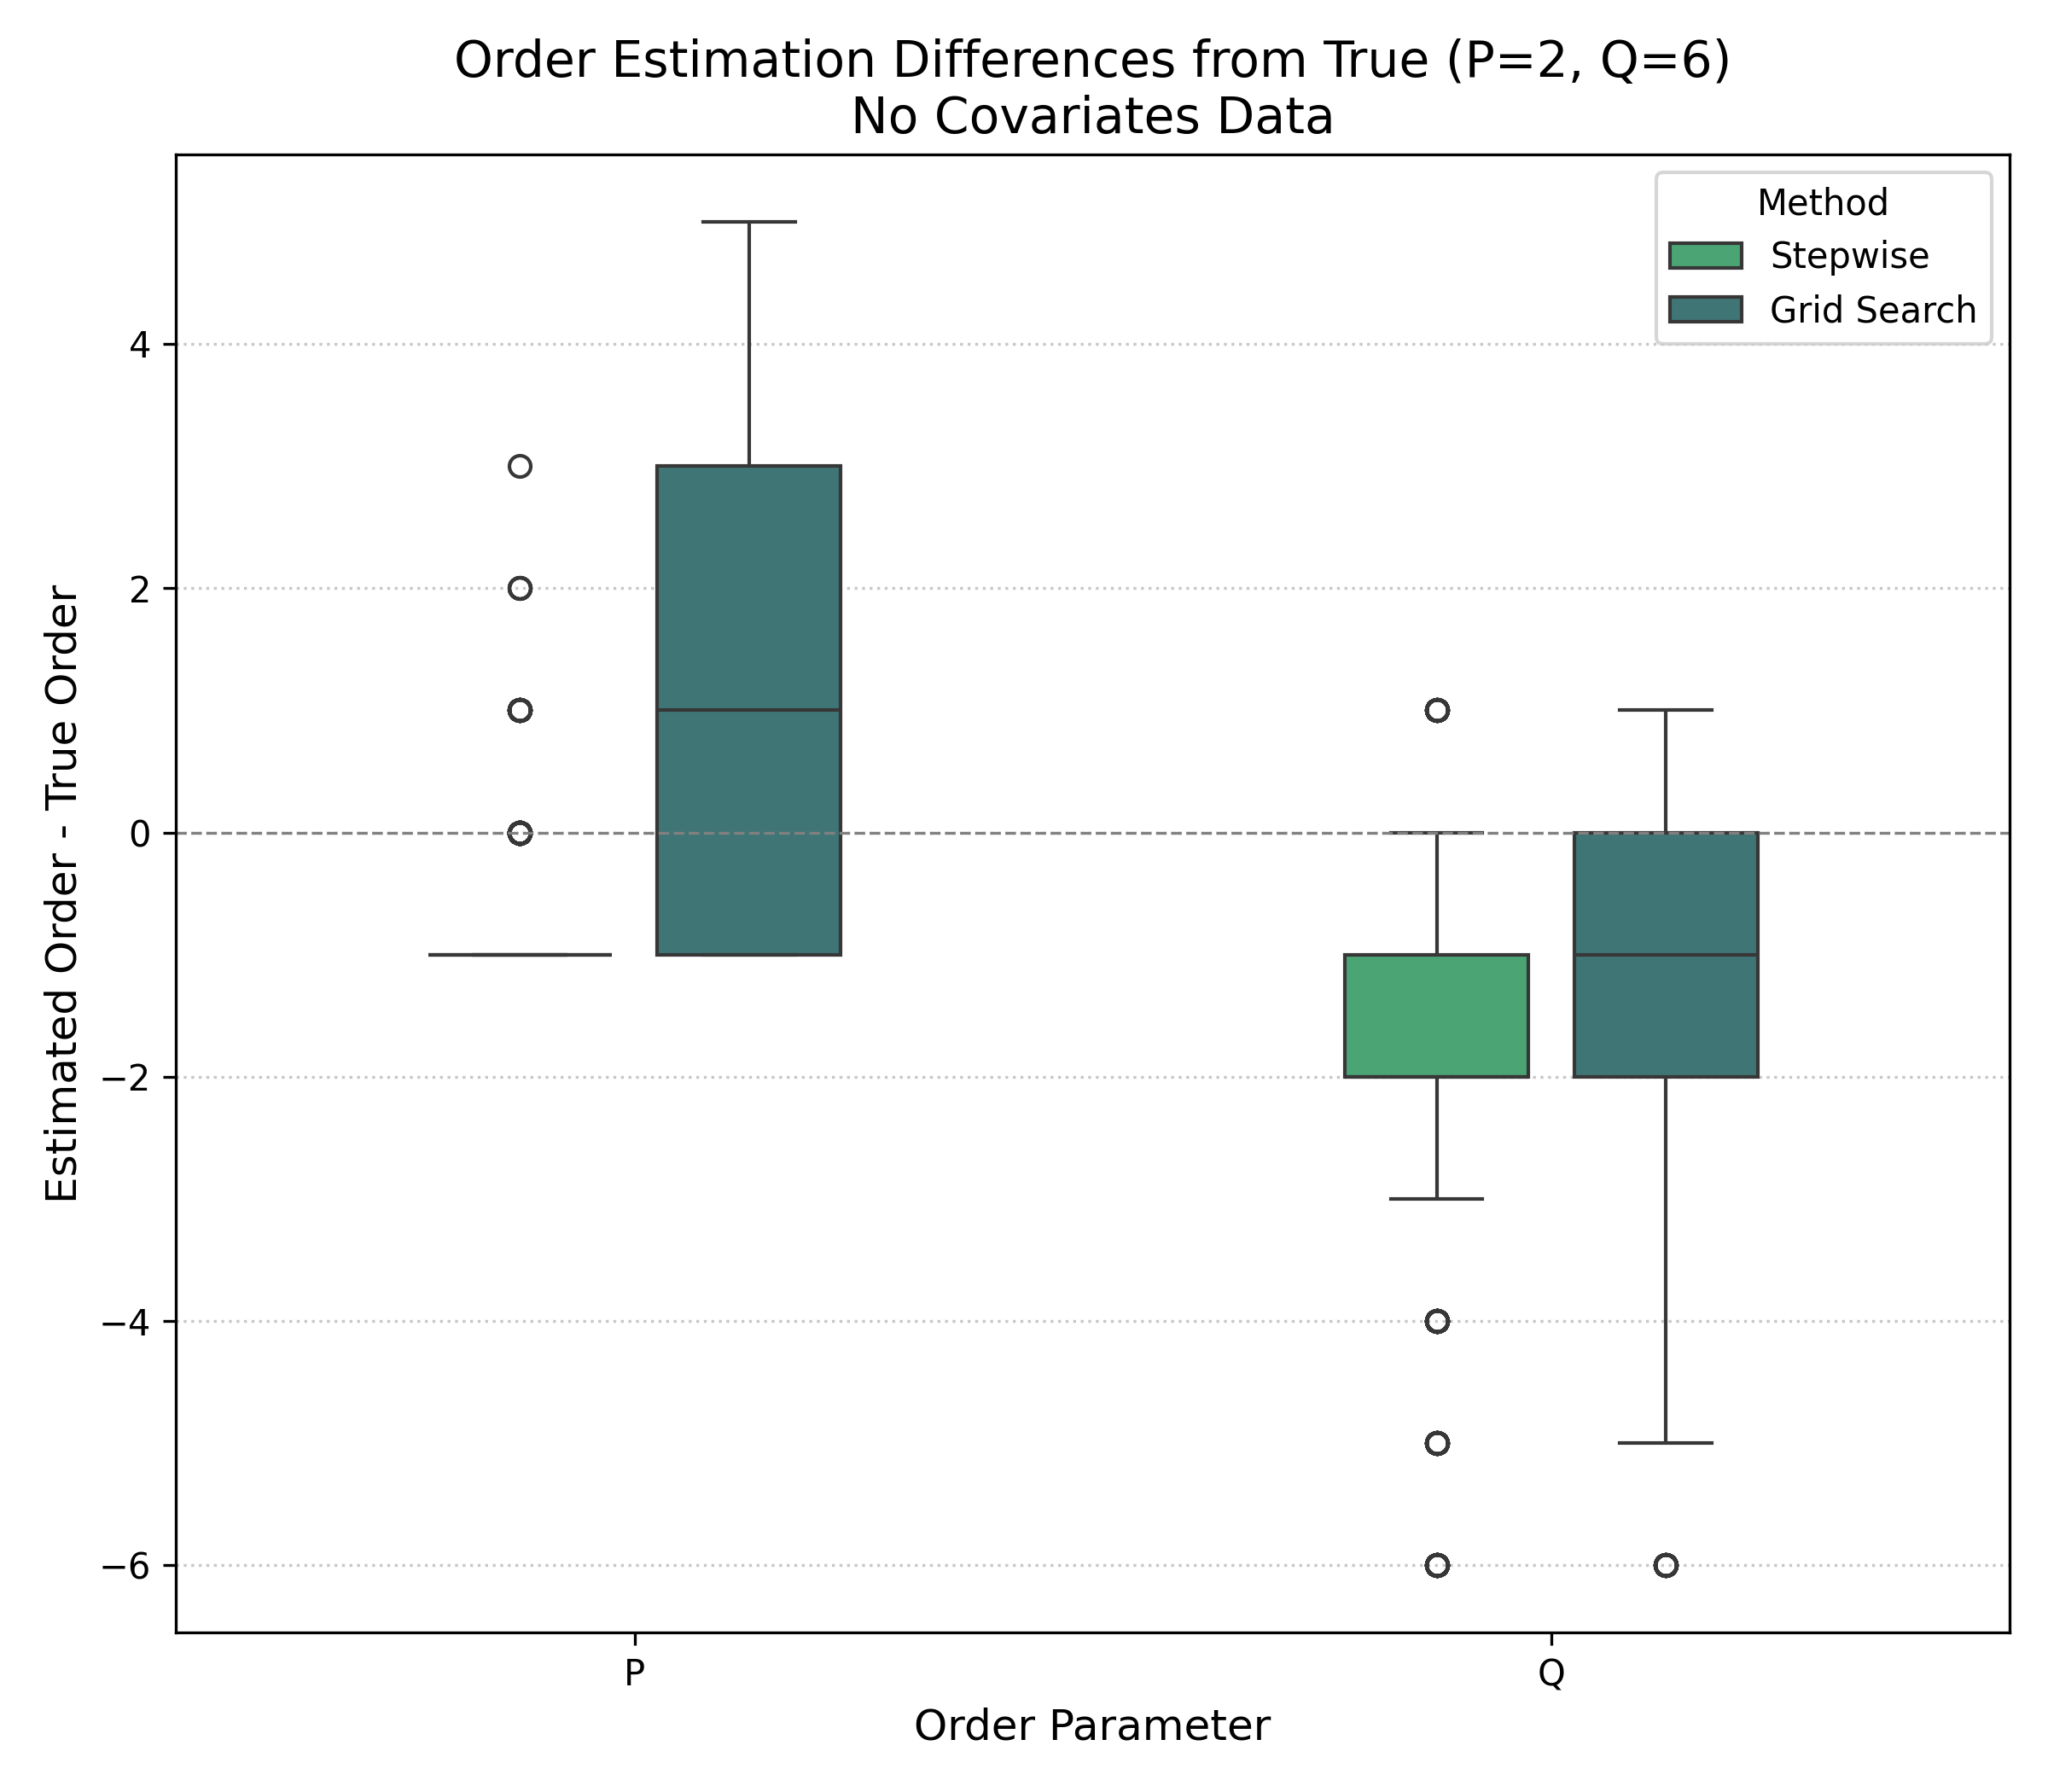 Order Estimation Differences from True (P=2, Q=6)
No Covariates Data
Method
Stepwise
Grid Search
Estimated Order - True Order
4
2
0
−2
−4
−6
P
Q
Order Parameter